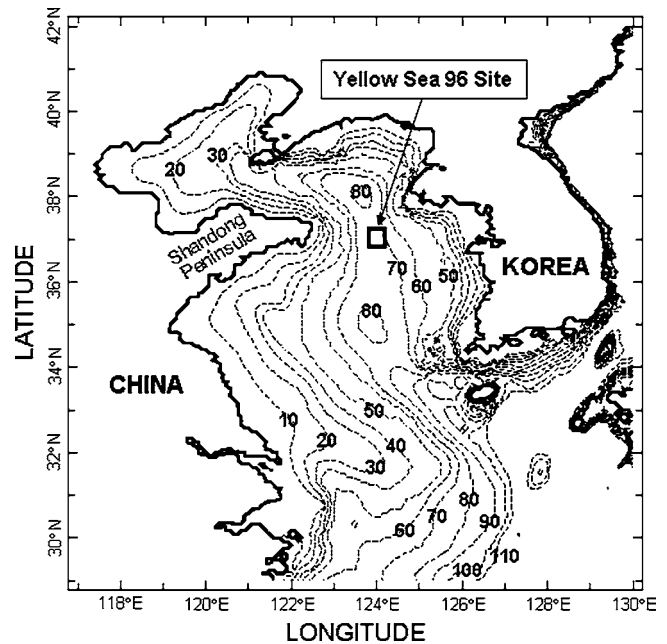 42°N
40°N
38°N
36°N
34°N
32°N
30°N
LATITUDE
Yellow Sea 96 Site
20
30
80
Shandong
Peninsula
70
60
50
KOREA
80
CHINA
10
20
50
40
30
60
70
80
90
100
110
118°E
120°E
122°E
124°E
126°E
128°E
130°E
LONGITUDE